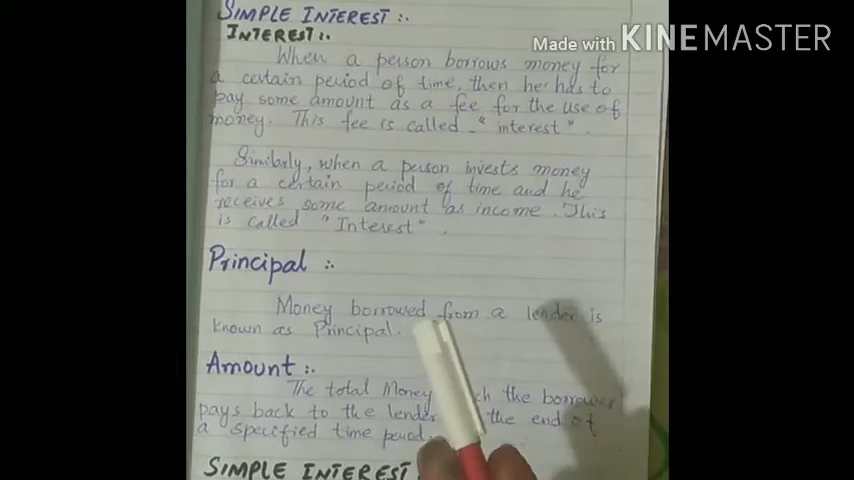 SIMPLE INTEREST :.
Made with KINEMASTER
INTEREST:.
When a person borrows money for
a certain period of time, then he has to
pay some amount as a fee for the use of
money. This fee is called "interest".
Similarly, when a person invests money
for a certain period of time and he
receives some amount as income. This
is called "Interest".
Principal :.
Money borrowed from a lender is
known as Principal.
Amount :.
The total Money the borrower
pays back to the lender the end of
a specified time period.
SIMPLE INTEREST